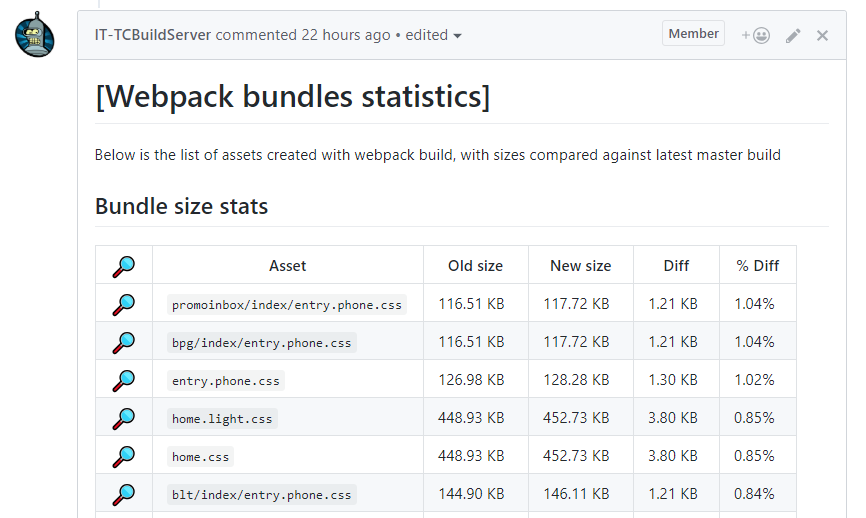 IT-TCBuildServer commented 22 hours ago • edited
Member
[Webpack bundles statistics]
Below is the list of assets created with webpack build, with sizes compared against latest master build
Bundle size stats
Asset Old size New size Diff % Diff
promoinbox/index/entry.phone.css 116.51 KB 117.72 KB 1.21 KB 1.04%
bpg/index/entry.phone.css 116.51 KB 117.72 KB 1.21 KB 1.04%
entry.phone.css 126.98 KB 128.28 KB 1.30 KB 1.02%
home.light.css 448.93 KB 452.73 KB 3.80 KB 0.85%
home.css 448.93 KB 452.73 KB 3.80 KB 0.85%
blt/index/entry.phone.css 144.90 KB 146.11 KB 1.21 KB 0.84%